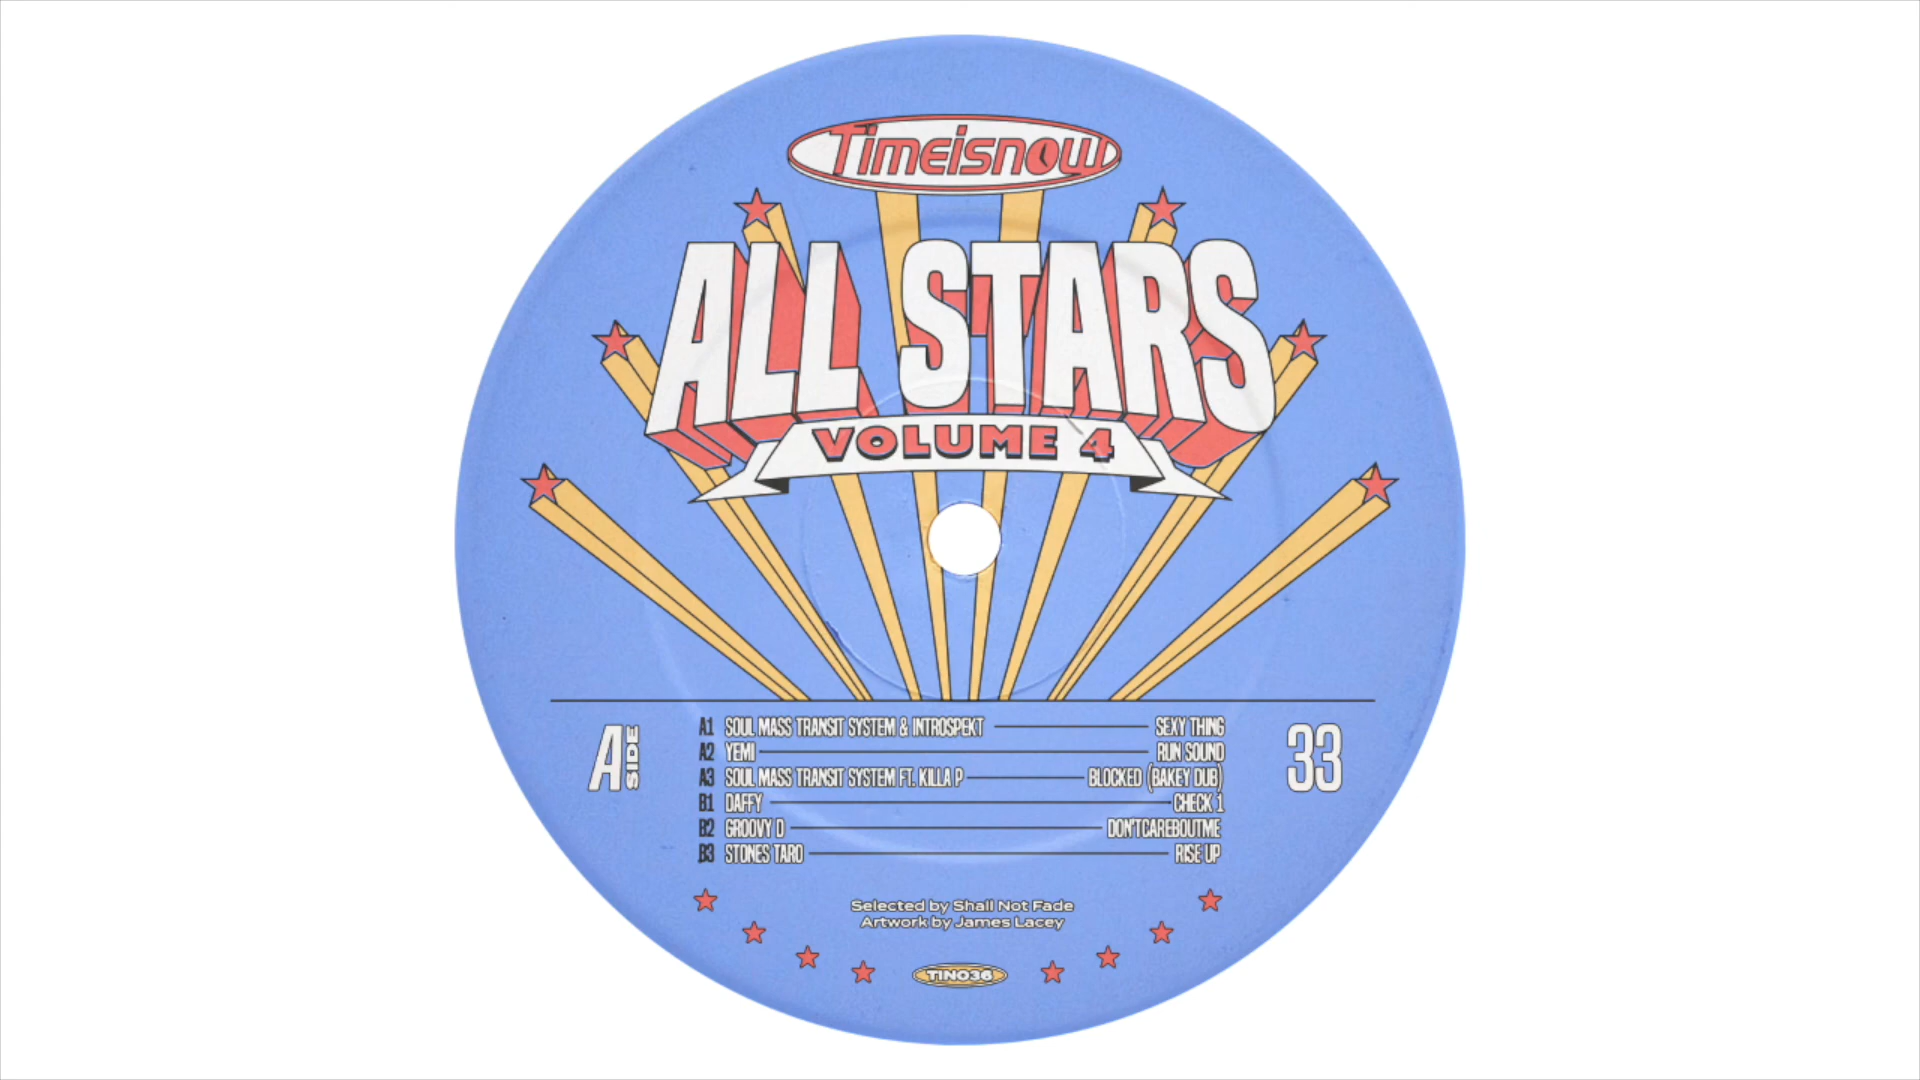 Timeisnow
ALL STARS
VOLUME 4
A SIDE
33
A1 SOUL MASS TRANSIT SYSTEM & INTROSPEKT SEXY THING
A2 YEMI RUN SOUND
A3 SOUL MASS TRANSIT SYSTEM FT. KILLA P BLOCKED (BAKEY DUB)
B1 DAFFY CHECK 1
B2 GROOVY D DON'TCAREBOUTME
B3 STONES TARO RISE UP
Selected by Shall Not Fade
Artwork by James Lacey
TIN036